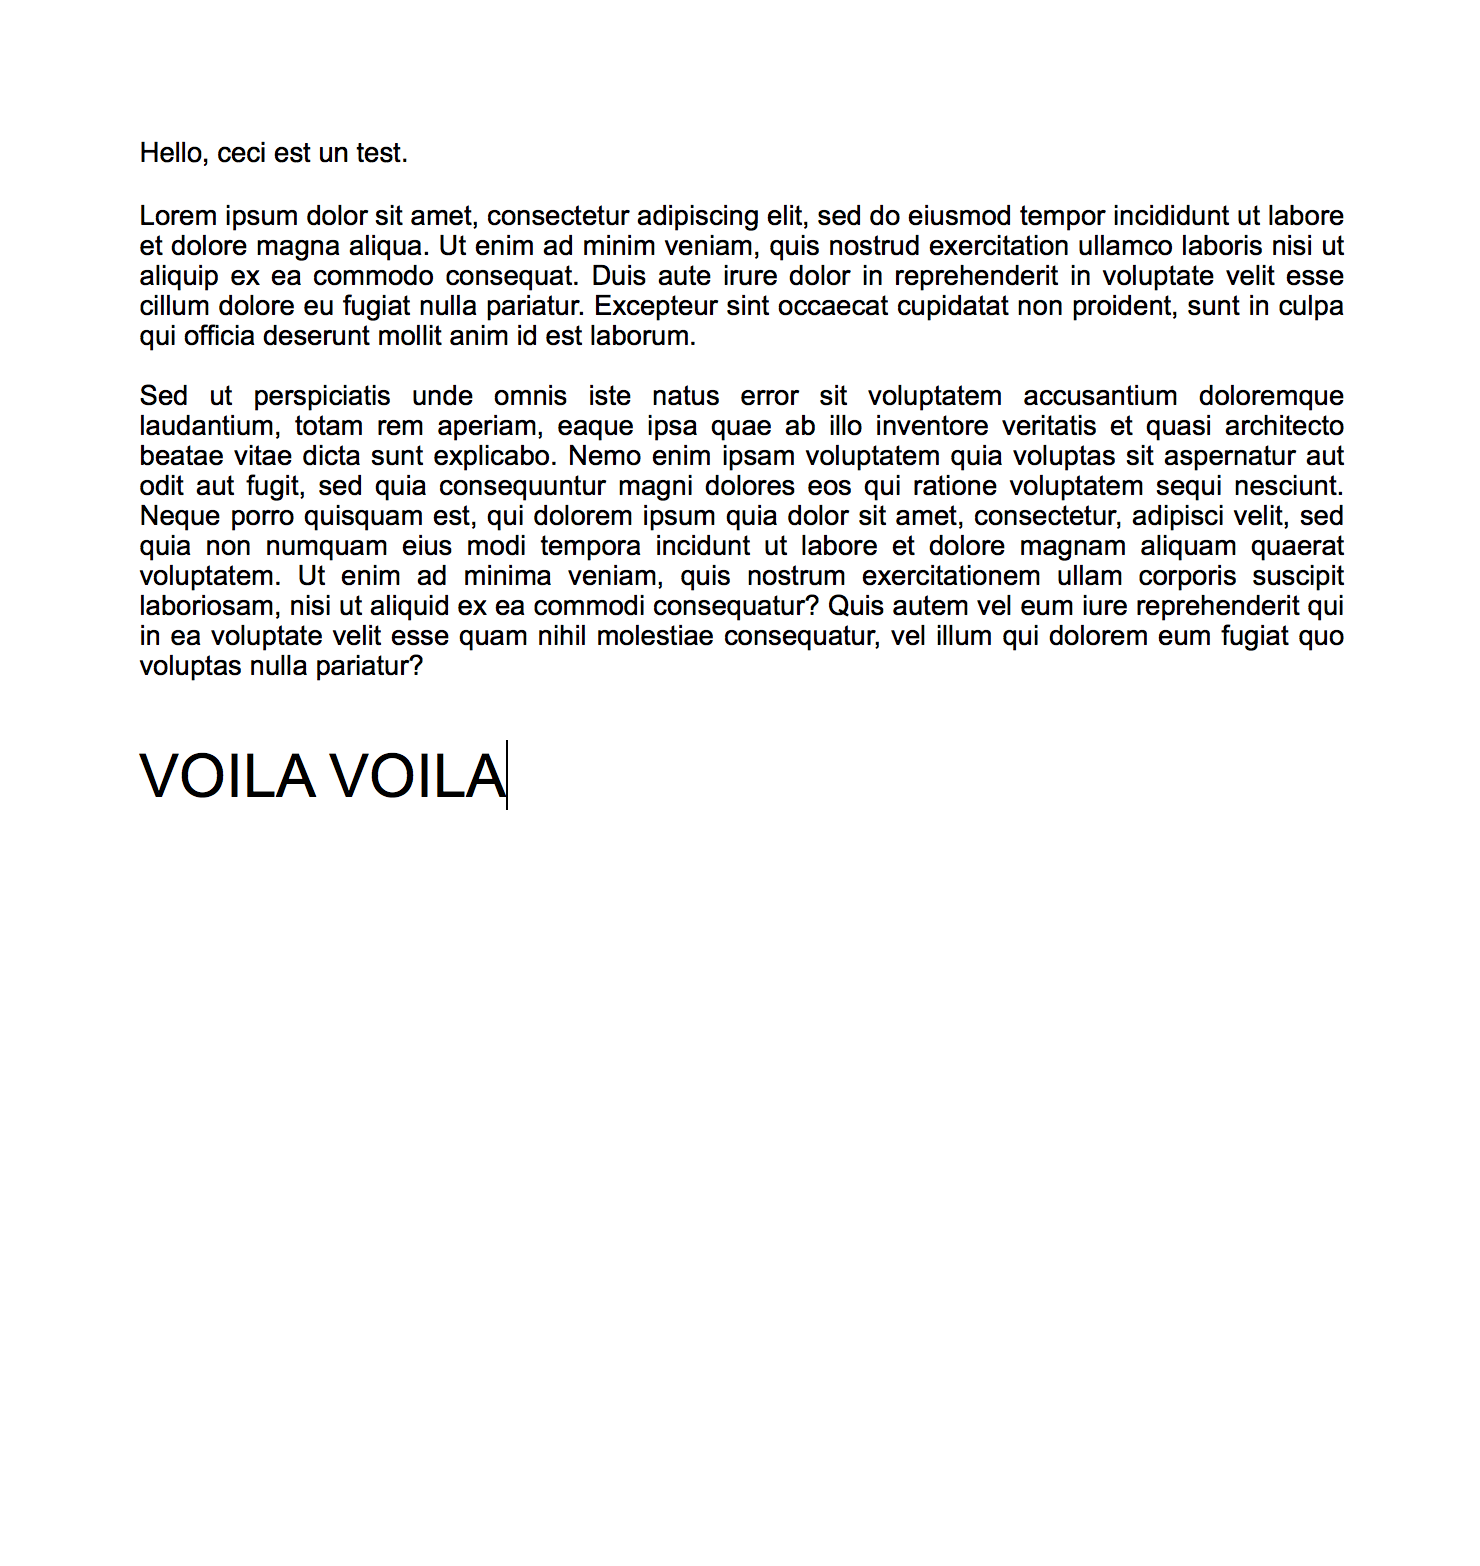 Hello, ceci est un test.
Lorem ipsum dolor sit amet, consectetur adipiscing elit, sed do eiusmod tempor incididunt ut labore
et dolore magna aliqua. Ut enim ad minim veniam, quis nostrud exercitation ullamco laboris nisi ut
aliquip ex ea commodo consequat. Duis aute irure dolor in reprehenderit in voluptate velit esse
cillum dolore eu fugiat nulla pariatur. Excepteur sint occaecat cupidatat non proident, sunt in culpa
qui officia deserunt mollit anim id est laborum.
Sed ut perspiciatis unde omnis iste natus error sit voluptatem accusantium doloremque
laudantium, totam rem aperiam, eaque ipsa quae ab illo inventore veritatis et quasi architecto
beatae vitae dicta sunt explicabo. Nemo enim ipsam voluptatem quia voluptas sit aspernatur aut
odit aut fugit, sed quia consequuntur magni dolores eos qui ratione voluptatem sequi nesciunt.
Neque porro quisquam est, qui dolorem ipsum quia dolor sit amet, consectetur, adipisci velit, sed
quia non numquam eius modi tempora incidunt ut labore et dolore magnam aliquam quaerat
voluptatem. Ut enim ad minima veniam, quis nostrum exercitationem ullam corporis suscipit
laboriosam, nisi ut aliquid ex ea commodi consequatur? Quis autem vel eum iure reprehenderit qui
in ea voluptate velit esse quam nihil molestiae consequatur, vel illum qui dolorem eum fugiat quo
voluptas nulla pariatur?
VOILA VOILA